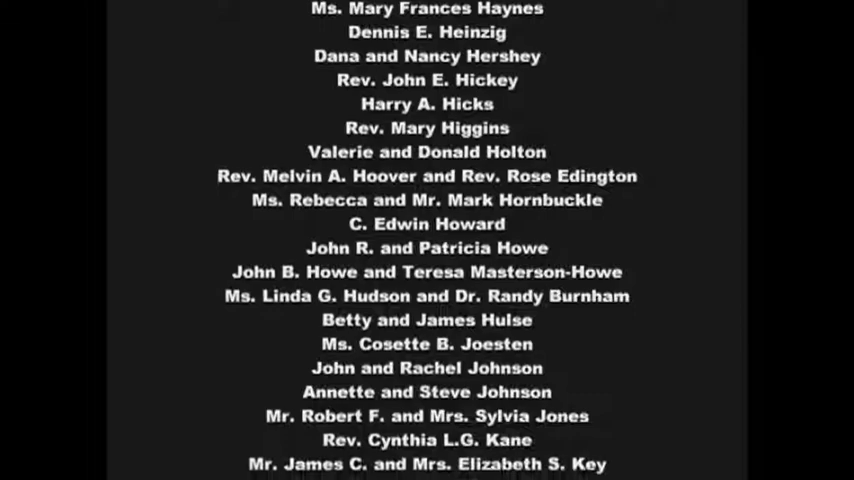 Ms. Mary Frances Haynes
Dennis E. Heinzig
Dana and Nancy Hershey
Rev. John E. Hickey
Harry A. Hicks
Rev. Mary Higgins
Valerie and Donald Holton
Rev. Melvin A. Hoover and Rev. Rose Edington
Ms. Rebecca and Mr. Mark Hornbuckle
C. Edwin Howard
John R. and Patricia Howe
John B. Howe and Teresa Masterson-Howe
Ms. Linda G. Hudson and Dr. Randy Burnham
Betty and James Hulse
Ms. Cosette B. Joesten
John and Rachel Johnson
Annette and Steve Johnson
Mr. Robert F. and Mrs. Sylvia Jones
Rev. Cynthia L.G. Kane
Mr. James C. and Mrs. Elizabeth S. Key